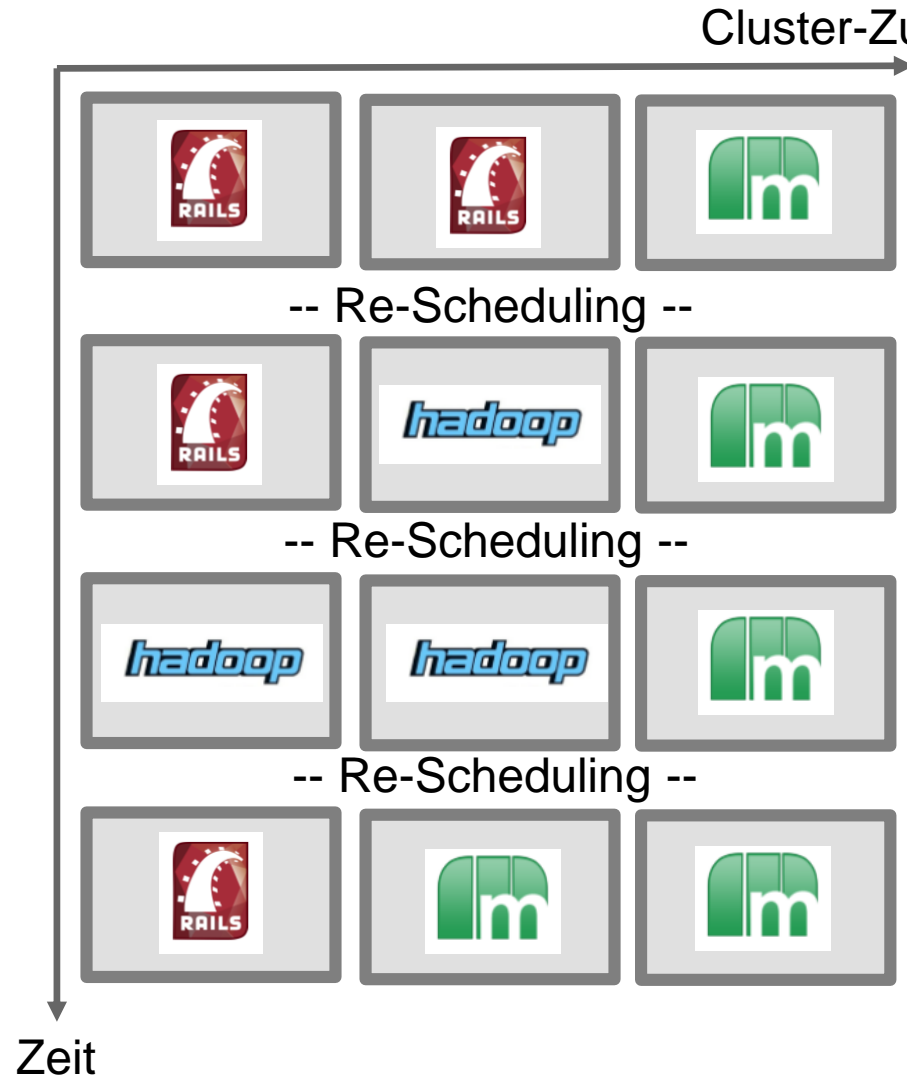 Cluster-Zu
RAILS RAILS m
-- Re-Scheduling --
RAILS hadoop m
-- Re-Scheduling --
hadoop hadoop m
-- Re-Scheduling --
RAILS m m
Zeit